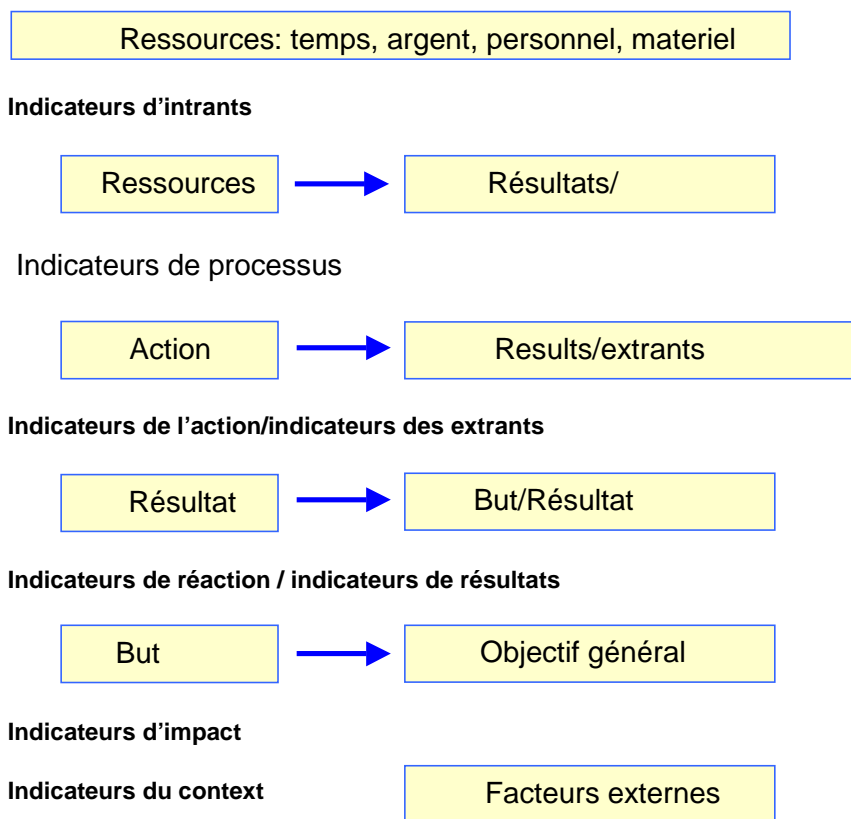 Ressources: temps, argent, personnel, materiel
Indicateurs d'intrants
Ressources Résultats/
Indicateurs de processus
Action Results/extrants
Indicateurs de l'action/indicateurs des extrants
Résultat But/Résultat
Indicateurs de réaction / indicateurs de résultats
But Objectif général
Indicateurs d'impact
Indicateurs du context Facteurs externes